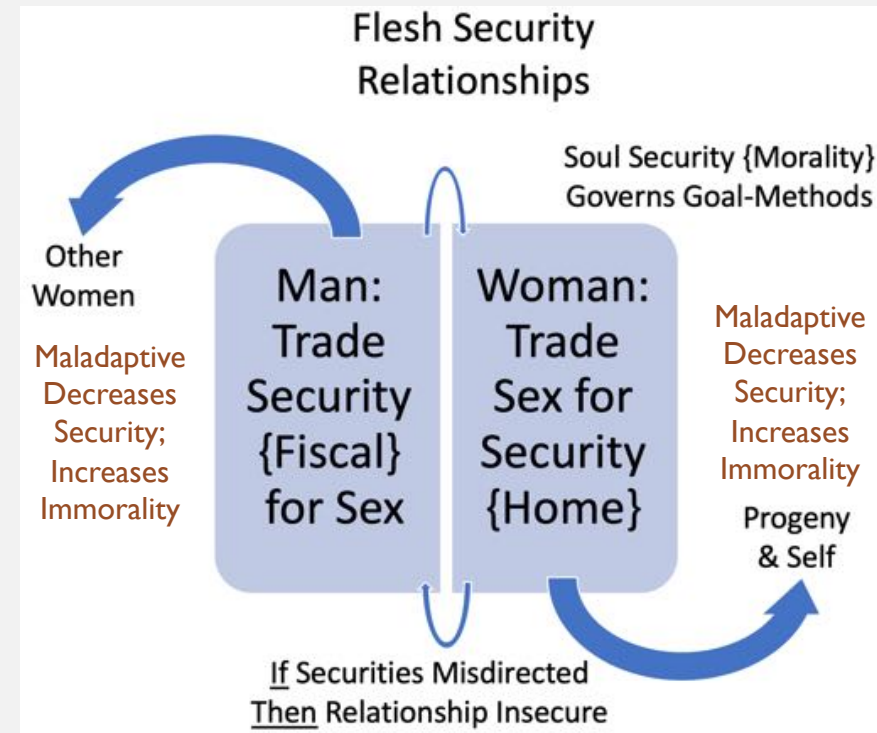 Flesh Security
Relationships
Soul Security {Morality}
Governs Goal-Methods
Other
Women
Maladaptive
Decreases
Security;
Increases
Immorality
Man:
Trade
Security
{Fiscal}
for Sex
Woman:
Trade
Sex for
Security
{Home}
Maladaptive
Decreases
Security;
Increases
Immorality
Progeny
& Self
If Securities Misdirected
Then Relationship Insecure